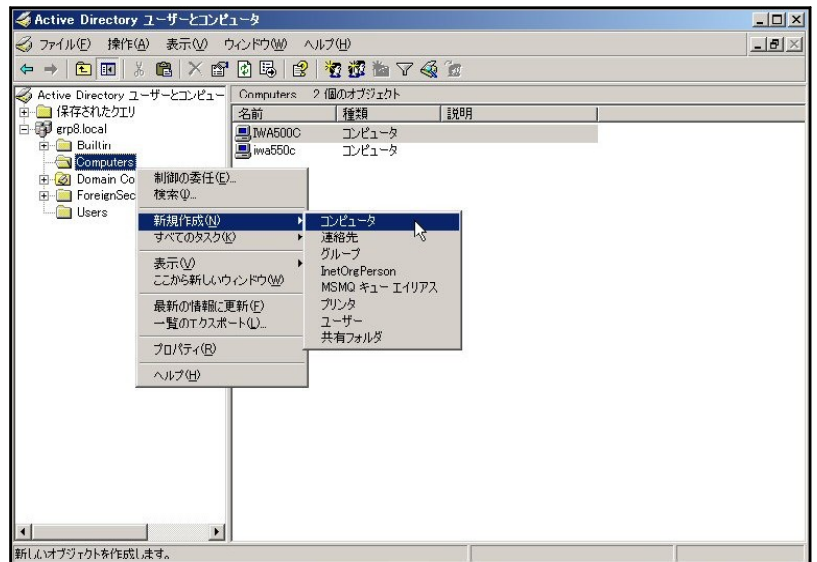 Active Directory ユーザーとコンピュータ
ファイル(F) 操作(A) 表示(V) ウィンドウ(W) ヘルプ(H)
Active Directory ユーザーとコンピュー
保存されたクエリ
grp8.local
Builtin
Computers
Domain Co
ForeignSec
Users
Computers 2 個のオブジェクト
名前 種類 説明
IWA500C コンピュータ
iwa550c コンピュータ
制御の委任(E)...
検索(I)...
新規作成(N)
すべてのタスク(K)
表示(V)
ここから新しいウィンドウ(W)
最新の情報に更新(F)
一覧のエクスポート(L)...
プロパティ(R)
ヘルプ(H)
コンピュータ
連絡先
グループ
InetOrgPerson
MSMQ キュー エイリアス
プリンタ
ユーザー
共有フォルダ
新しいオブジェクトを作成します。